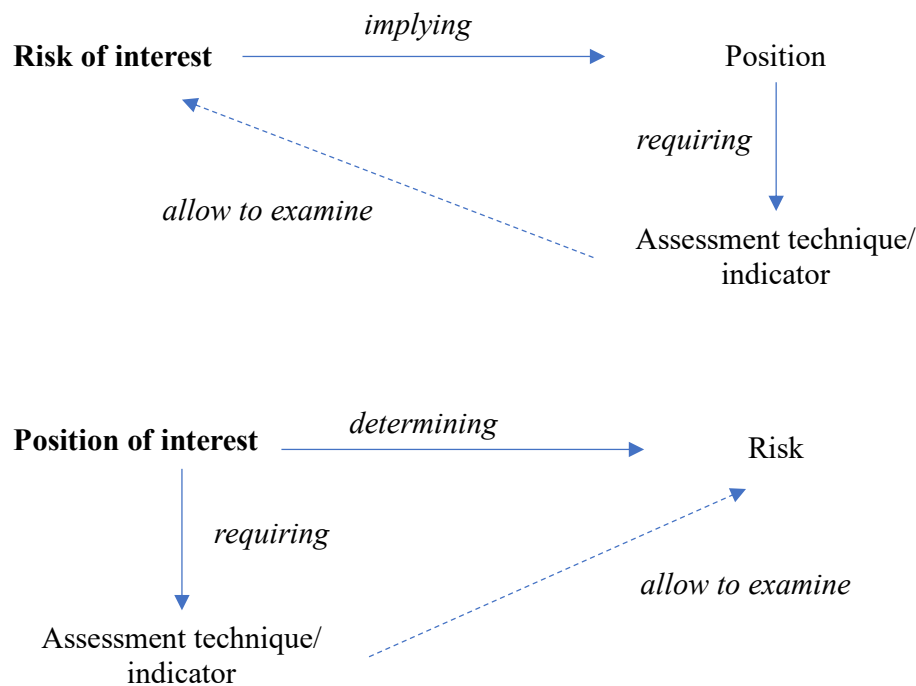 implying
Risk of interest
Position
requiring
allow to examine
Assessment technique/
indicator
determining
Position of interest
Risk
requiring
allow to examine
Assessment technique/
indicator